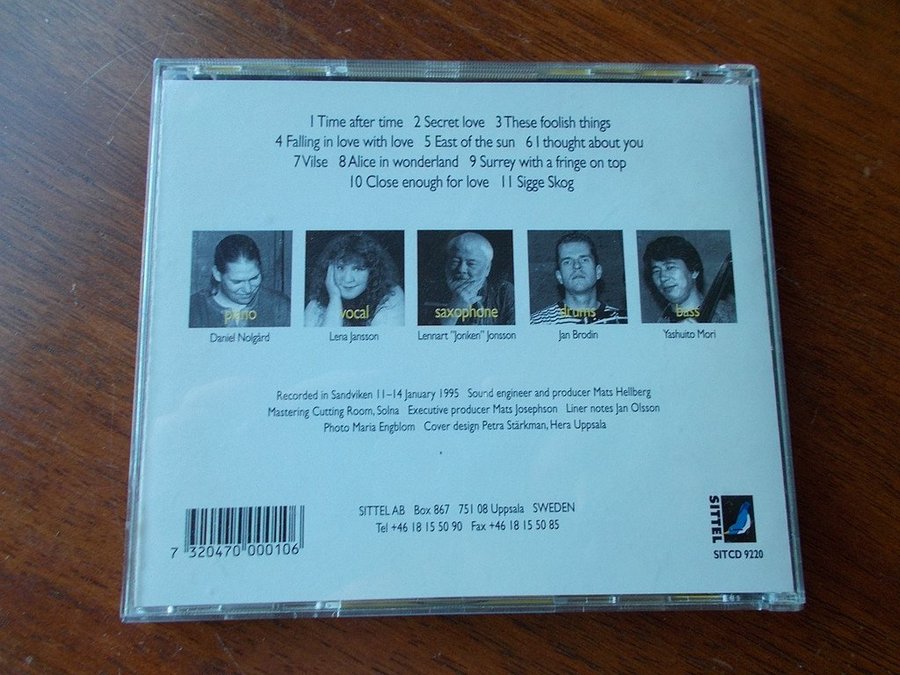 1 Time after time 2 Secret love 3 These foolish things
4 Falling in love with love 5 East of the sun 6 I thought about you
7 Vilse 8 Alice in wonderland 9 Surrey with a fringe on top
10 Close enough for love 11 Sigge Skog
piano vocal saxophone drums bass
Daniel Nolgård Lena Jansson Lennart "Jonken" Jonsson Jan Brodin Yashuito Mori
Recorded in Sandviken 11–14 January 1995 Sound engineer and producer Mats Hellberg
Mastering Cutting Room, Solna Executive producer Mats Josephson Liner notes Jan Olsson
Photo Maria Engblom Cover design Petra Stärkman, Hera Uppsala
SITTEL AB Box 867 751 08 Uppsala SWEDEN
Tel +46 18 15 50 90 Fax +46 18 15 50 85
7 320470 000106
SITTEL
SITCD 9220